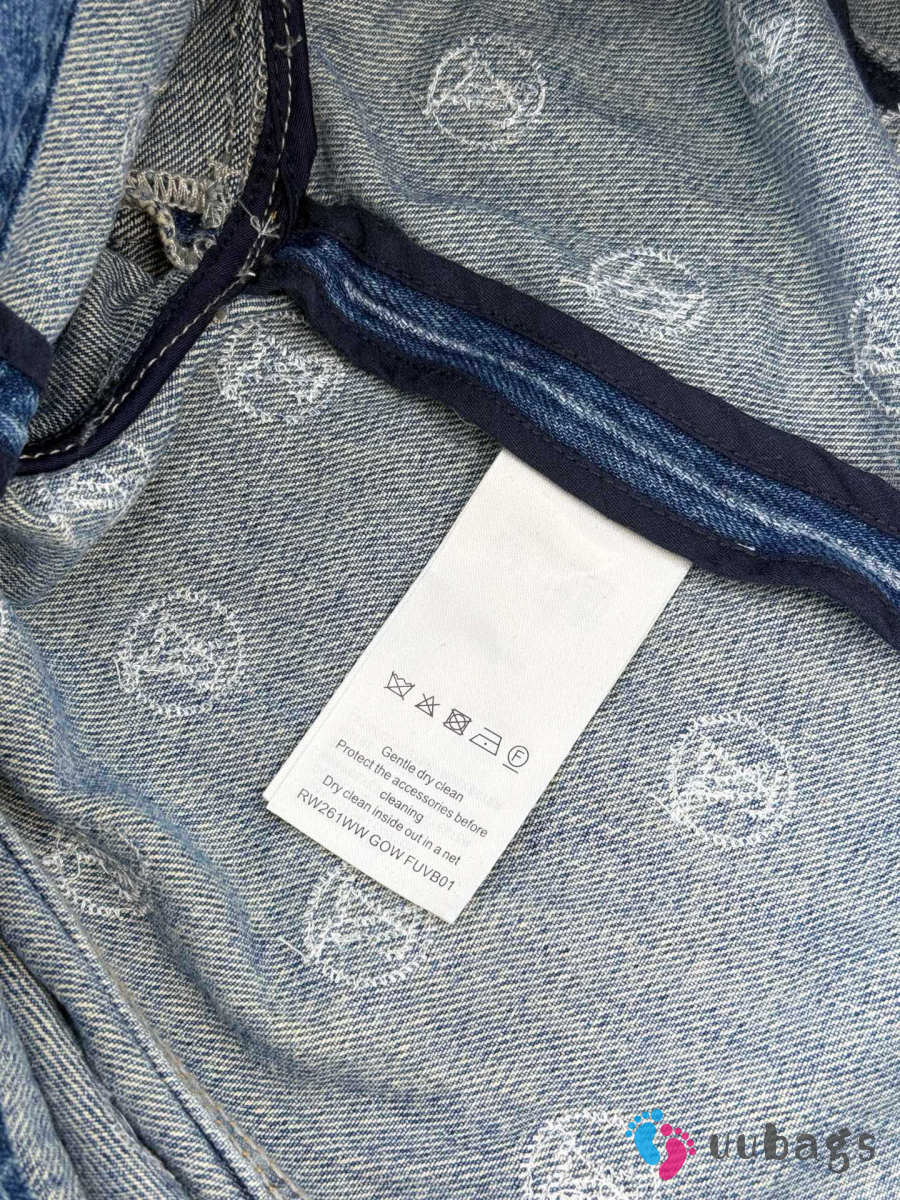 F
Gentle dry clean
Protect the accessories before
cleaning
Dry clean inside out in a net
RW261WW GOW FUVB01
uubags